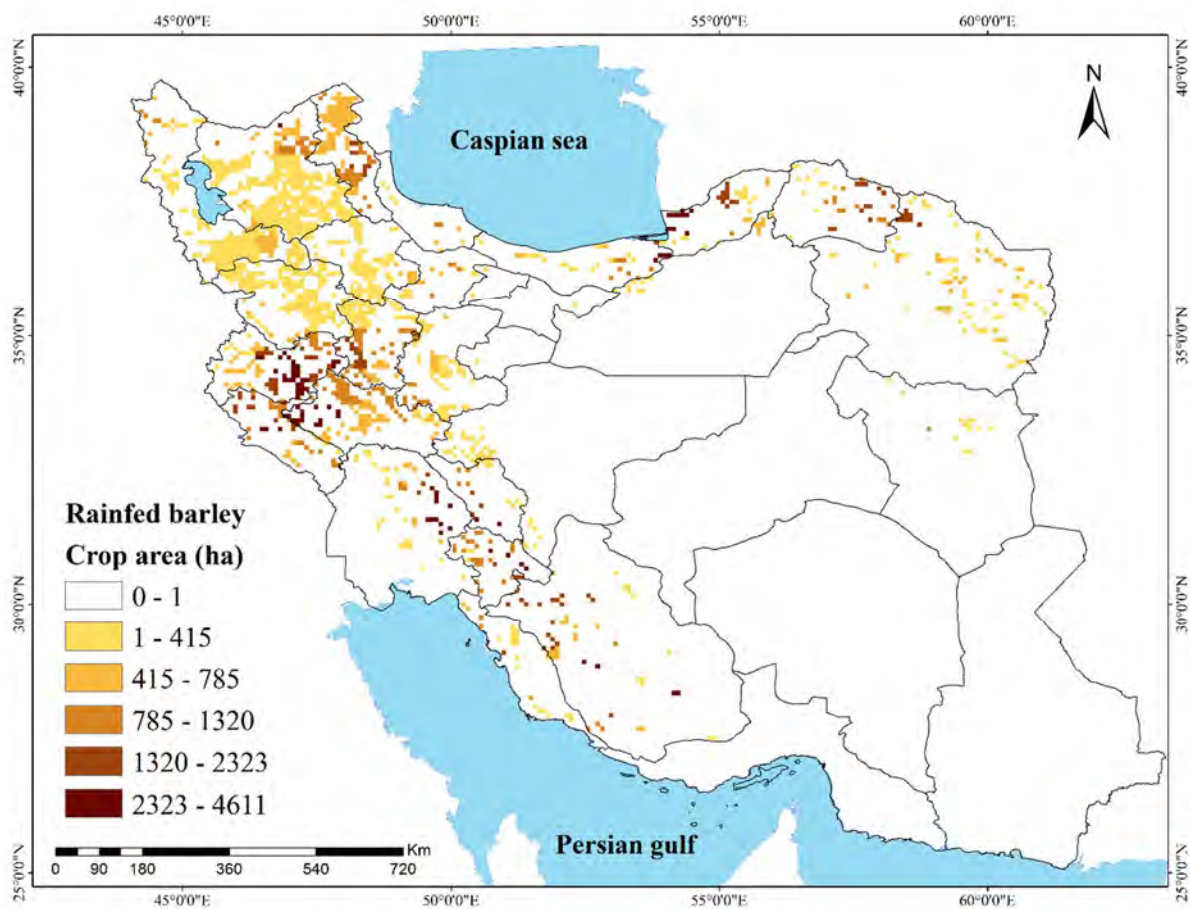 45°0'0"E 50°0'0"E 55°0'0"E 60°0'0"E
40°0'0"N 40°0'0"N
N
Caspian sea
35°0'0"N 35°0'0"N
Rainfed barley
Crop area (ha)
0 - 1
1 - 415
415 - 785
785 - 1320
1320 - 2323
2323 - 4611
30°0'0"N 30°0'0"N
Km
0 90 180 360 540 720
Persian gulf
25°0'0"N 25°0'0"N
45°0'0"E 50°0'0"E 55°0'0"E 60°0'0"E